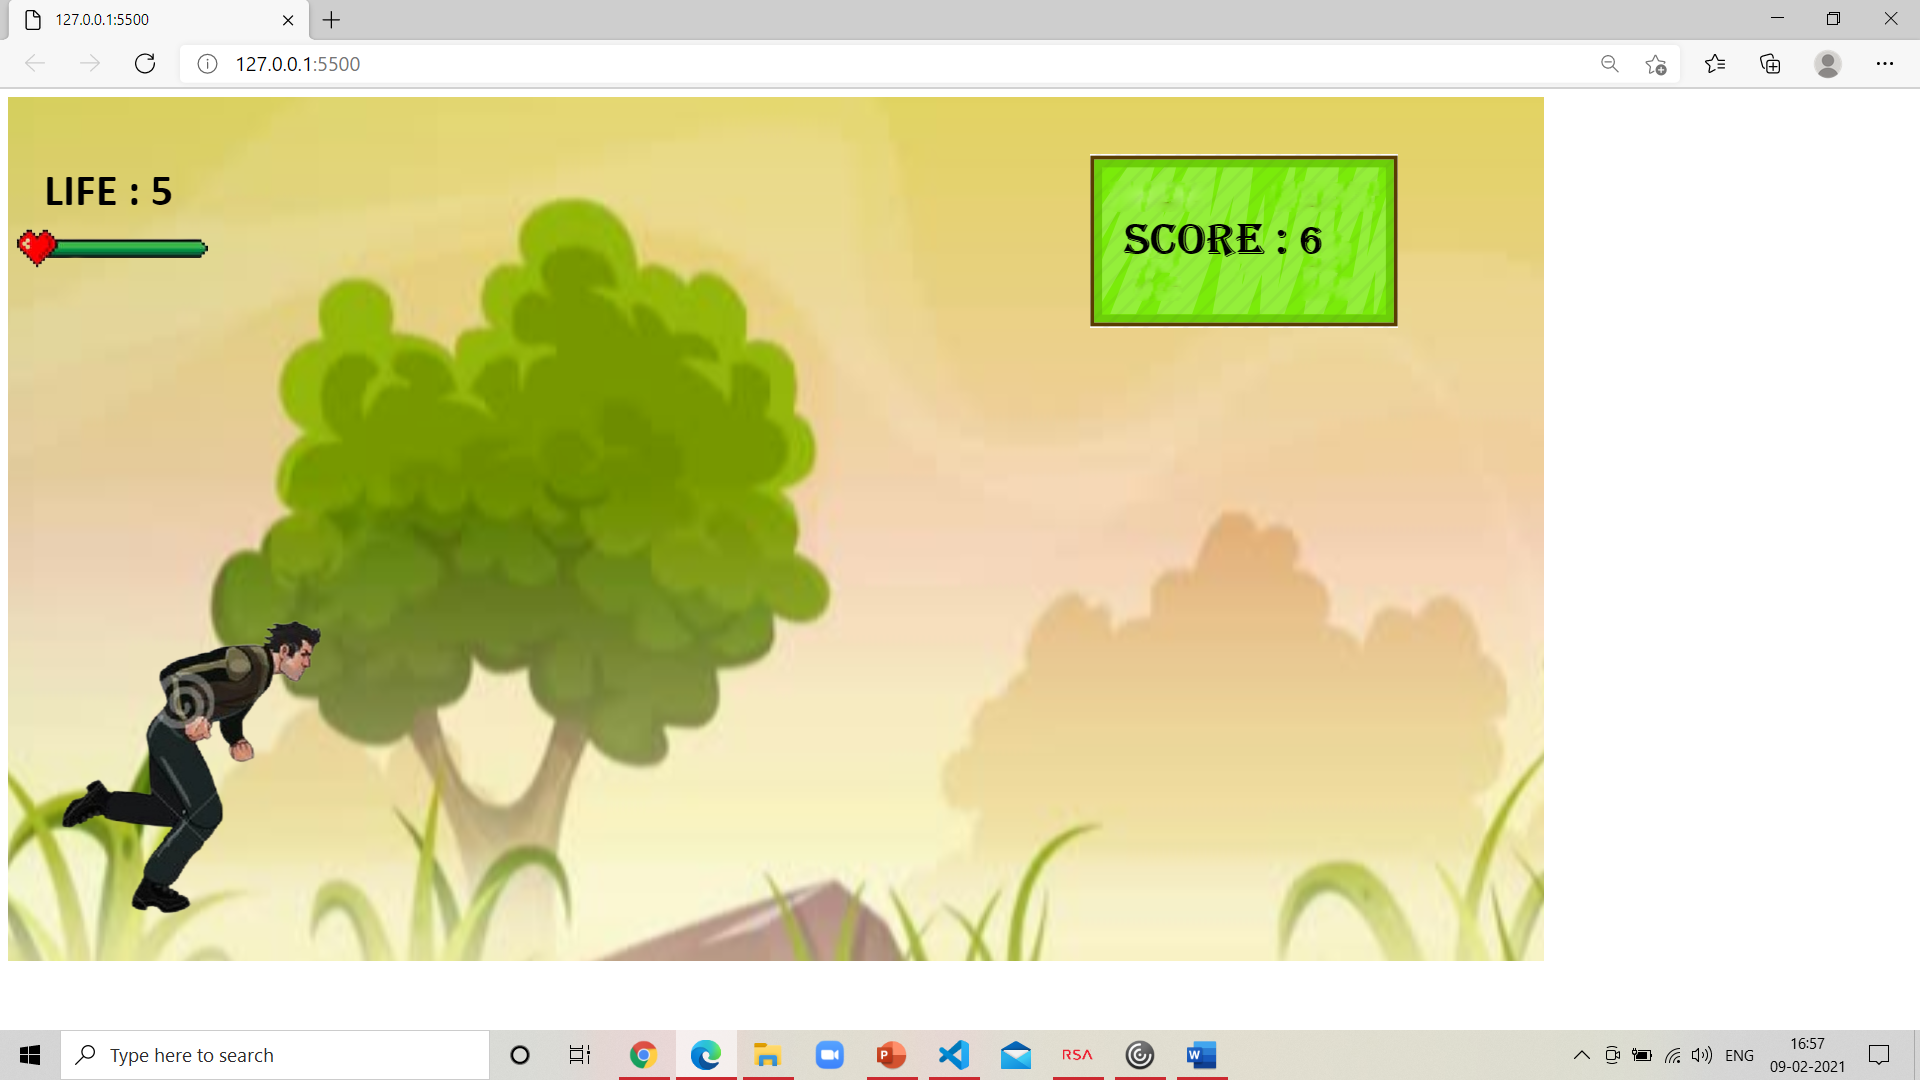 127.0.0.1:5500
127.0.0.1:5500
LIFE : 5
SCORE : 6
Type here to search
RSA
ENG
16:57
09-02-2021